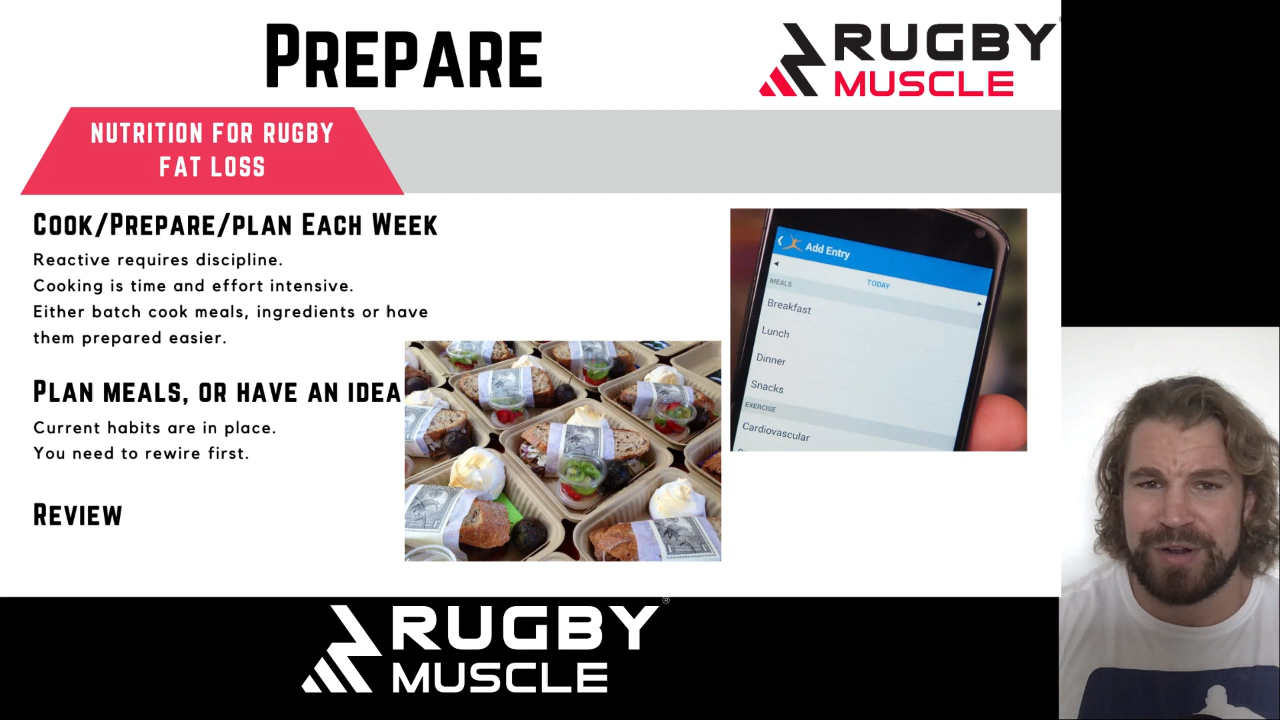 PREPARE
RUGBY
MUSCLE
NUTRITION FOR RUGBY
FAT LOSS
COOK/PREPARE/PLAN EACH WEEK
Reactive requires discipline.
Cooking is time and effort intensive.
Either batch cook meals, ingredients or have
them prepared easier.
PLAN MEALS, OR HAVE AN IDEA
Current habits are in place.
You need to rewire first.
REVIEW
Add Entry
TODAY
MEALS
Breakfast
Lunch
Dinner
Snacks
EXERCISE
Cardiovascular
RUGBY®
MUSCLE